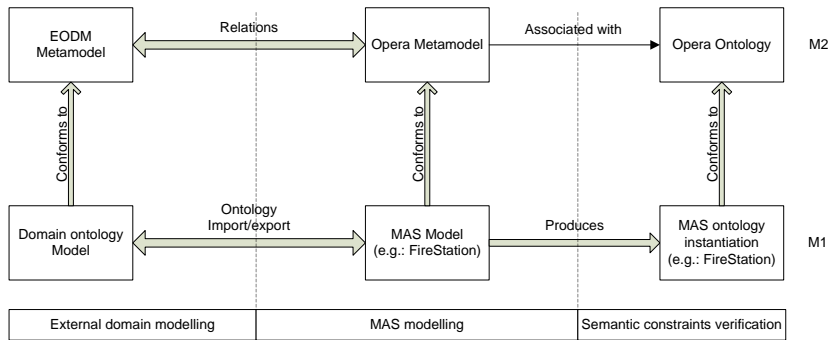 EODM
Metamodel
Relations
Opera Metamodel
Associated with
Opera Ontology
M2
Conforms to
Conforms to
Conforms to
Domain ontology
Model
Ontology
Import/export
MAS Model
(e.g.: FireStation)
Produces
MAS ontology
instantiation
(e.g.: FireStation)
M1
External domain modelling
MAS modelling
Semantic constraints verification